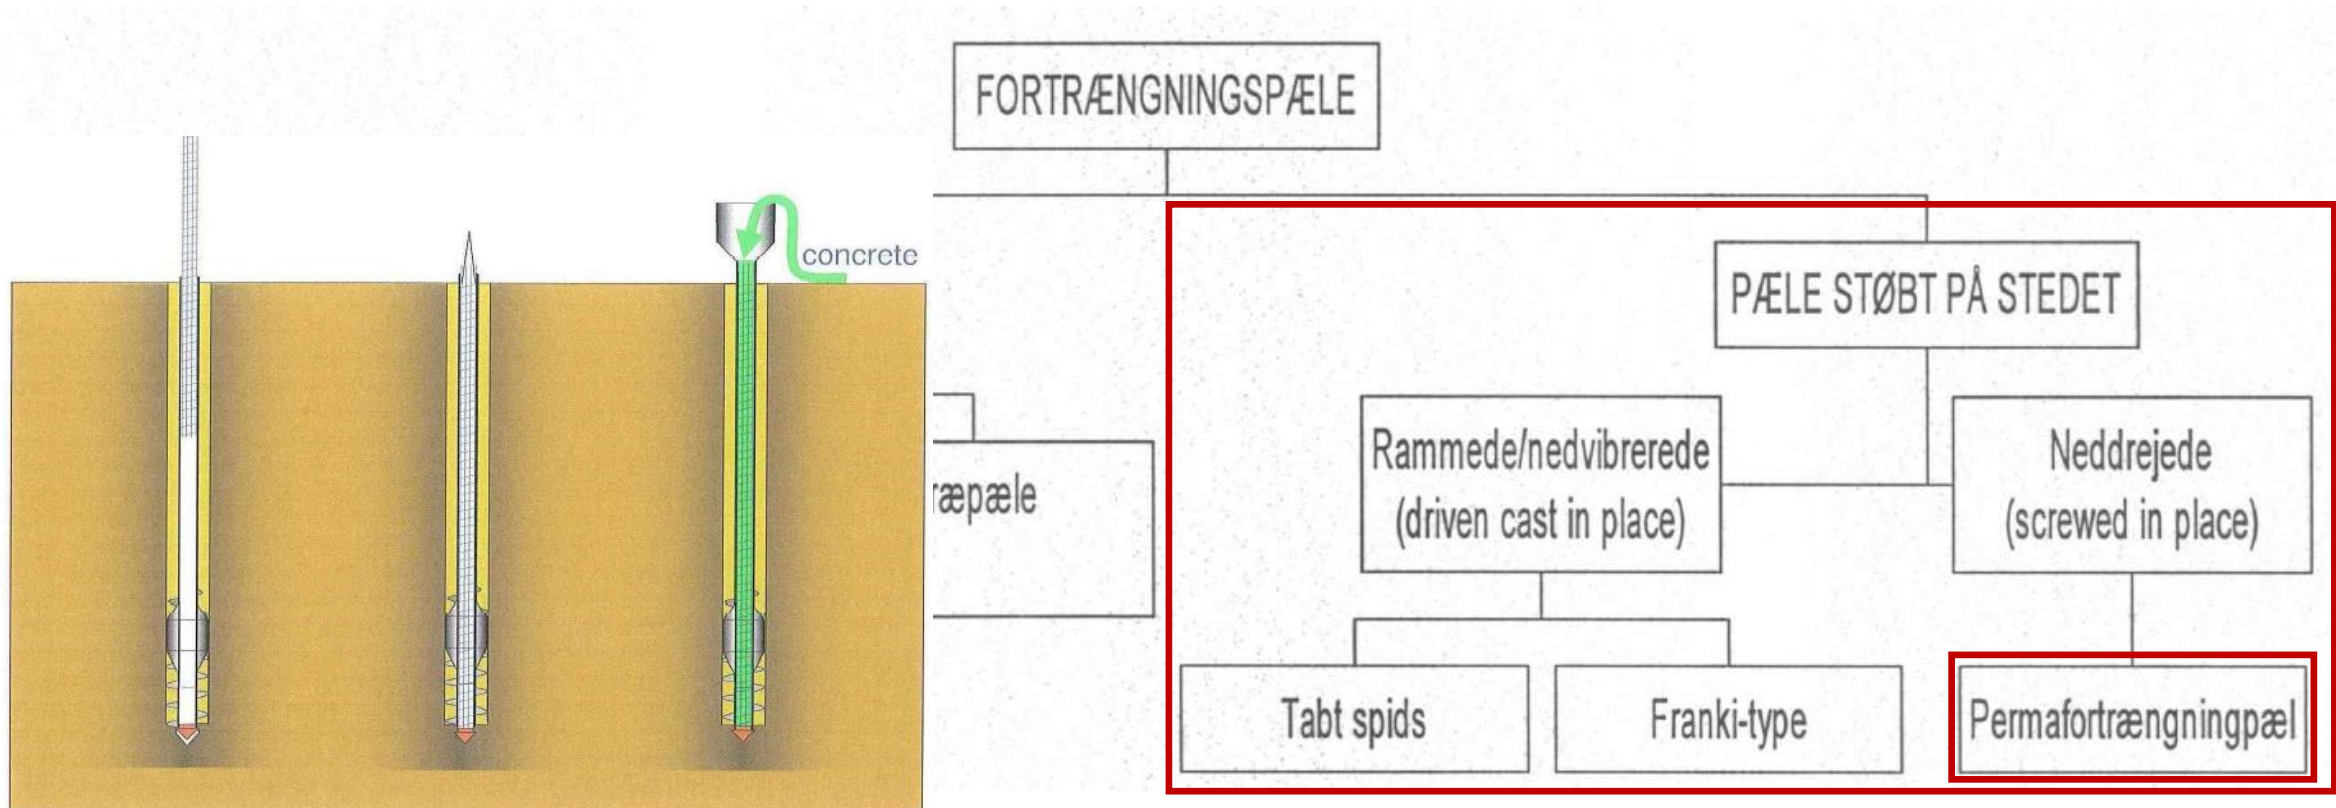 FORTRÆNGNINGSPÆLE
concrete
PÆLE STØBT PÅ STEDET
Rammede/nedvibrerede
(driven cast in place)
Neddrejede
(screwed in place)
ræpæle
Tabt spids
Franki-type
Permafortrængningpæl